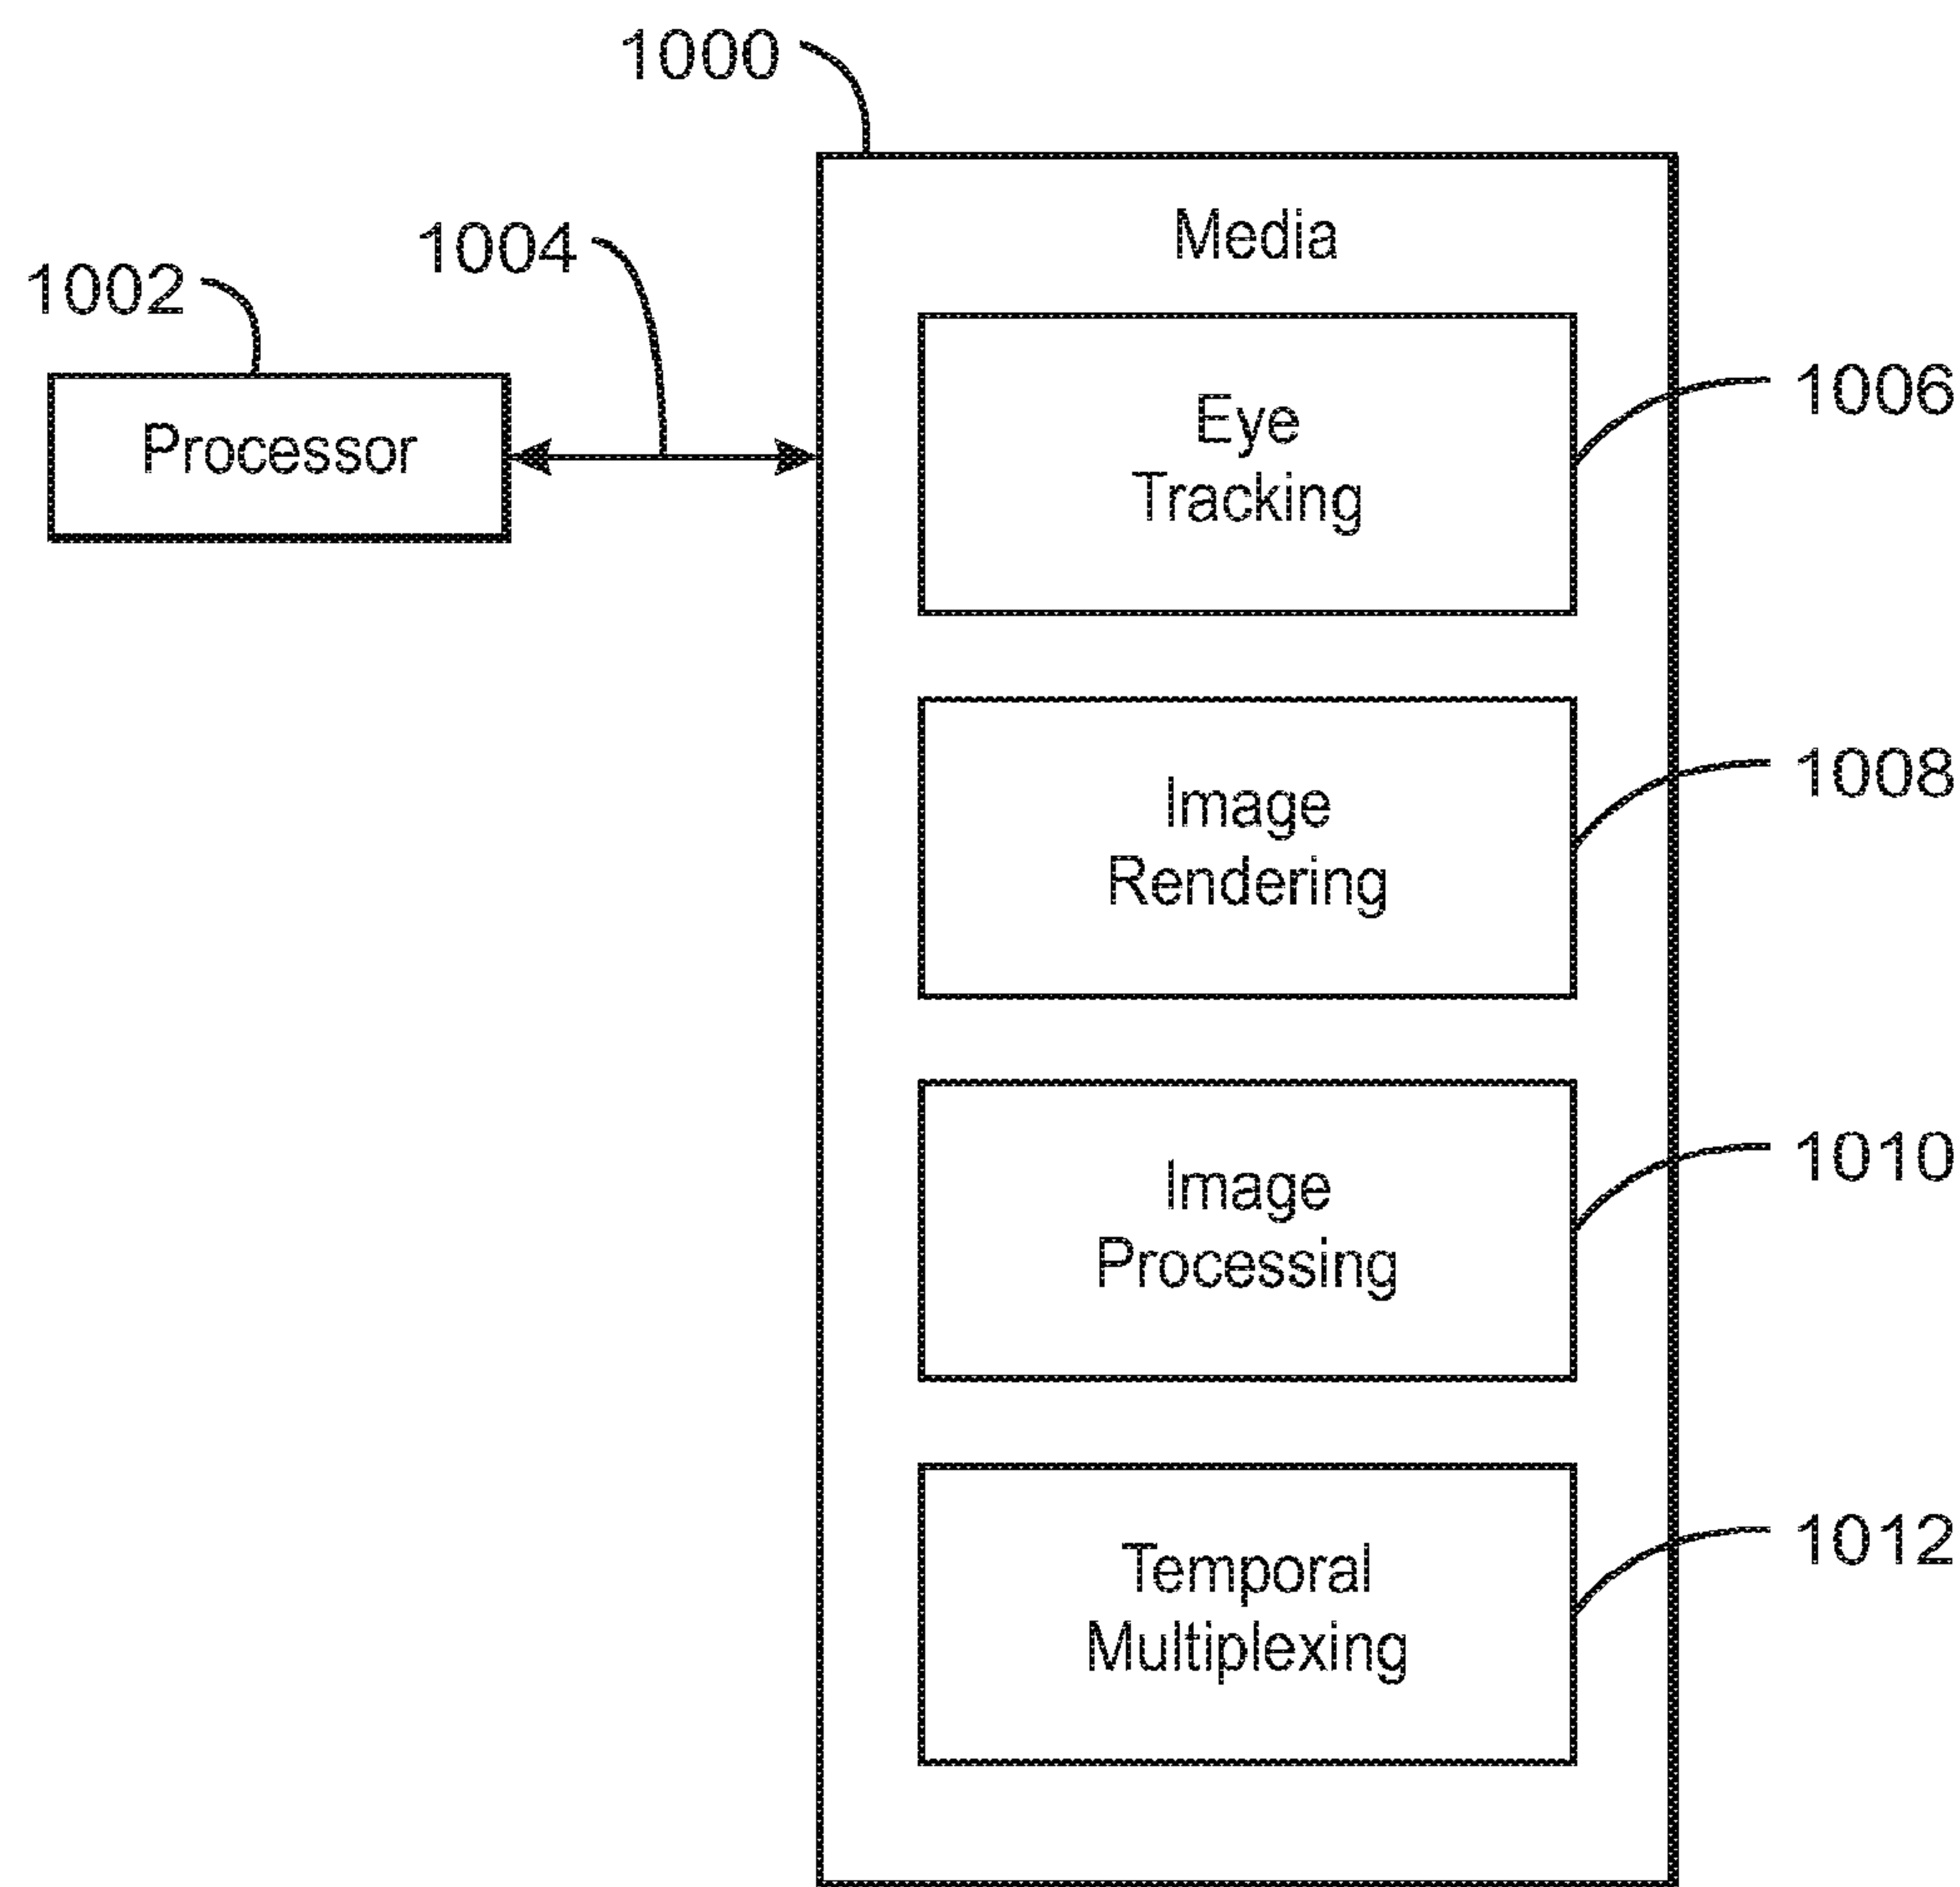 1000
Media
1004
1002
Processor
Eye
Tracking
1006
Image
Rendering
1008
Image
Processing
1010
Temporal
Multiplexing
1012